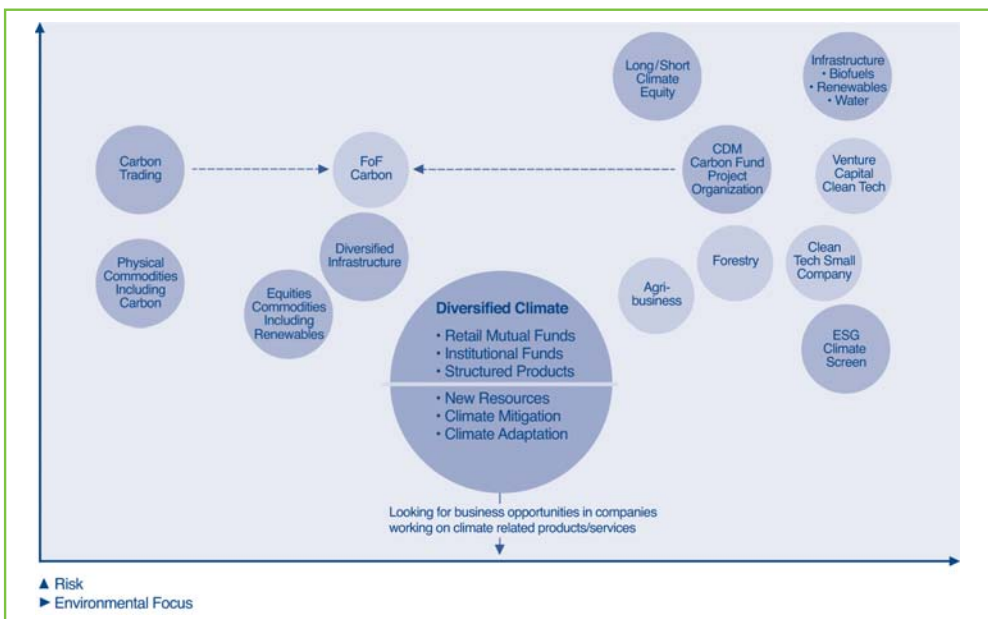 Long/Short
Climate
Equity
Infrastructure
• Biofuels
• Renewables
• Water
Carbon
Trading
FoF
Carbon
CDM
Carbon Fund
Project
Organization
Venture
Capital
Clean Tech
Physical
Commodities
Including
Carbon
Diversified
Infrastructure
Equities
Commodities
Including
Renewables
Agri-
business
Forestry
Clean
Tech Small
Company
ESG
Climate
Screen
Diversified Climate
• Retail Mutual Funds
• Institutional Funds
• Structured Products
• New Resources
• Climate Mitigation
• Climate Adaptation
Looking for business opportunities in companies
working on climate related products/services
▲ Risk
► Environmental Focus